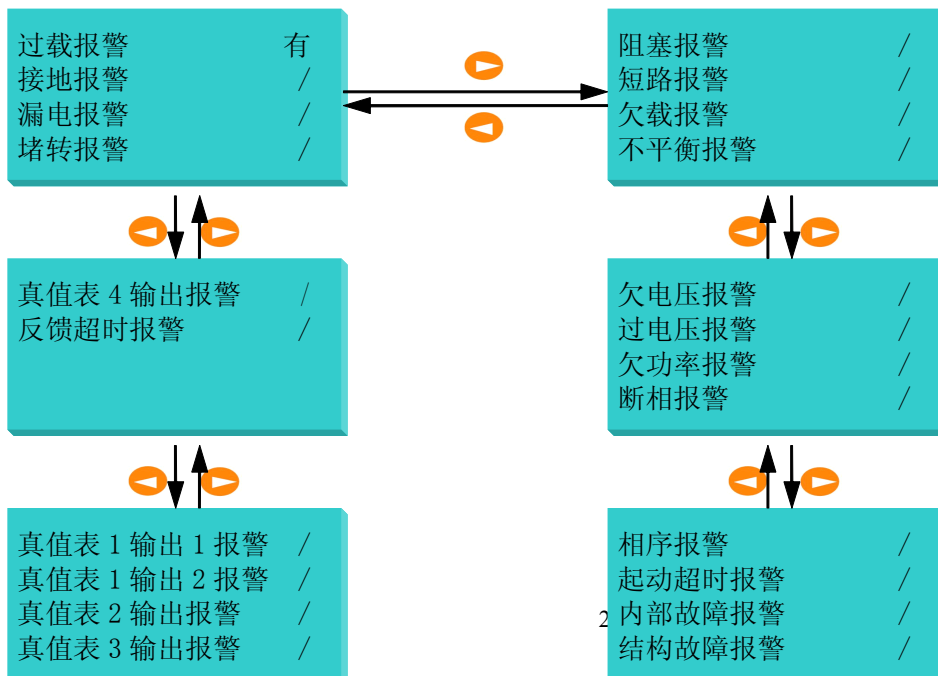 过载报警 有
接地报警 /
漏电报警 /
堵转报警 /
阻塞报警 /
短路报警 /
欠载报警 /
不平衡报警 /
真值表 4 输出报警 /
反馈超时报警 /
欠电压报警 /
过电压报警 /
欠功率报警 /
断相报警 /
真值表 1 输出 1 报警 /
真值表 1 输出 2 报警 /
真值表 2 输出报警 /
真值表 3 输出报警 /
相序报警 /
起动超时报警 /
2
内部故障报警 /
结构故障报警 /